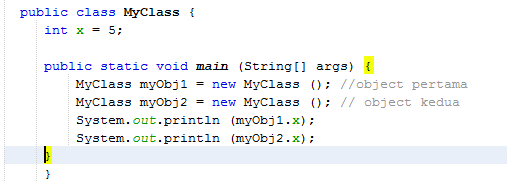 public class MyClass {
int x = 5;
public static void main (String[] args) {
MyClass myObj1 = new MyClass (); //object pertama
MyClass myObj2 = new MyClass (); // object kedua
System.out.println (myObj1.x);
System.out.println (myObj2.x);
}
}